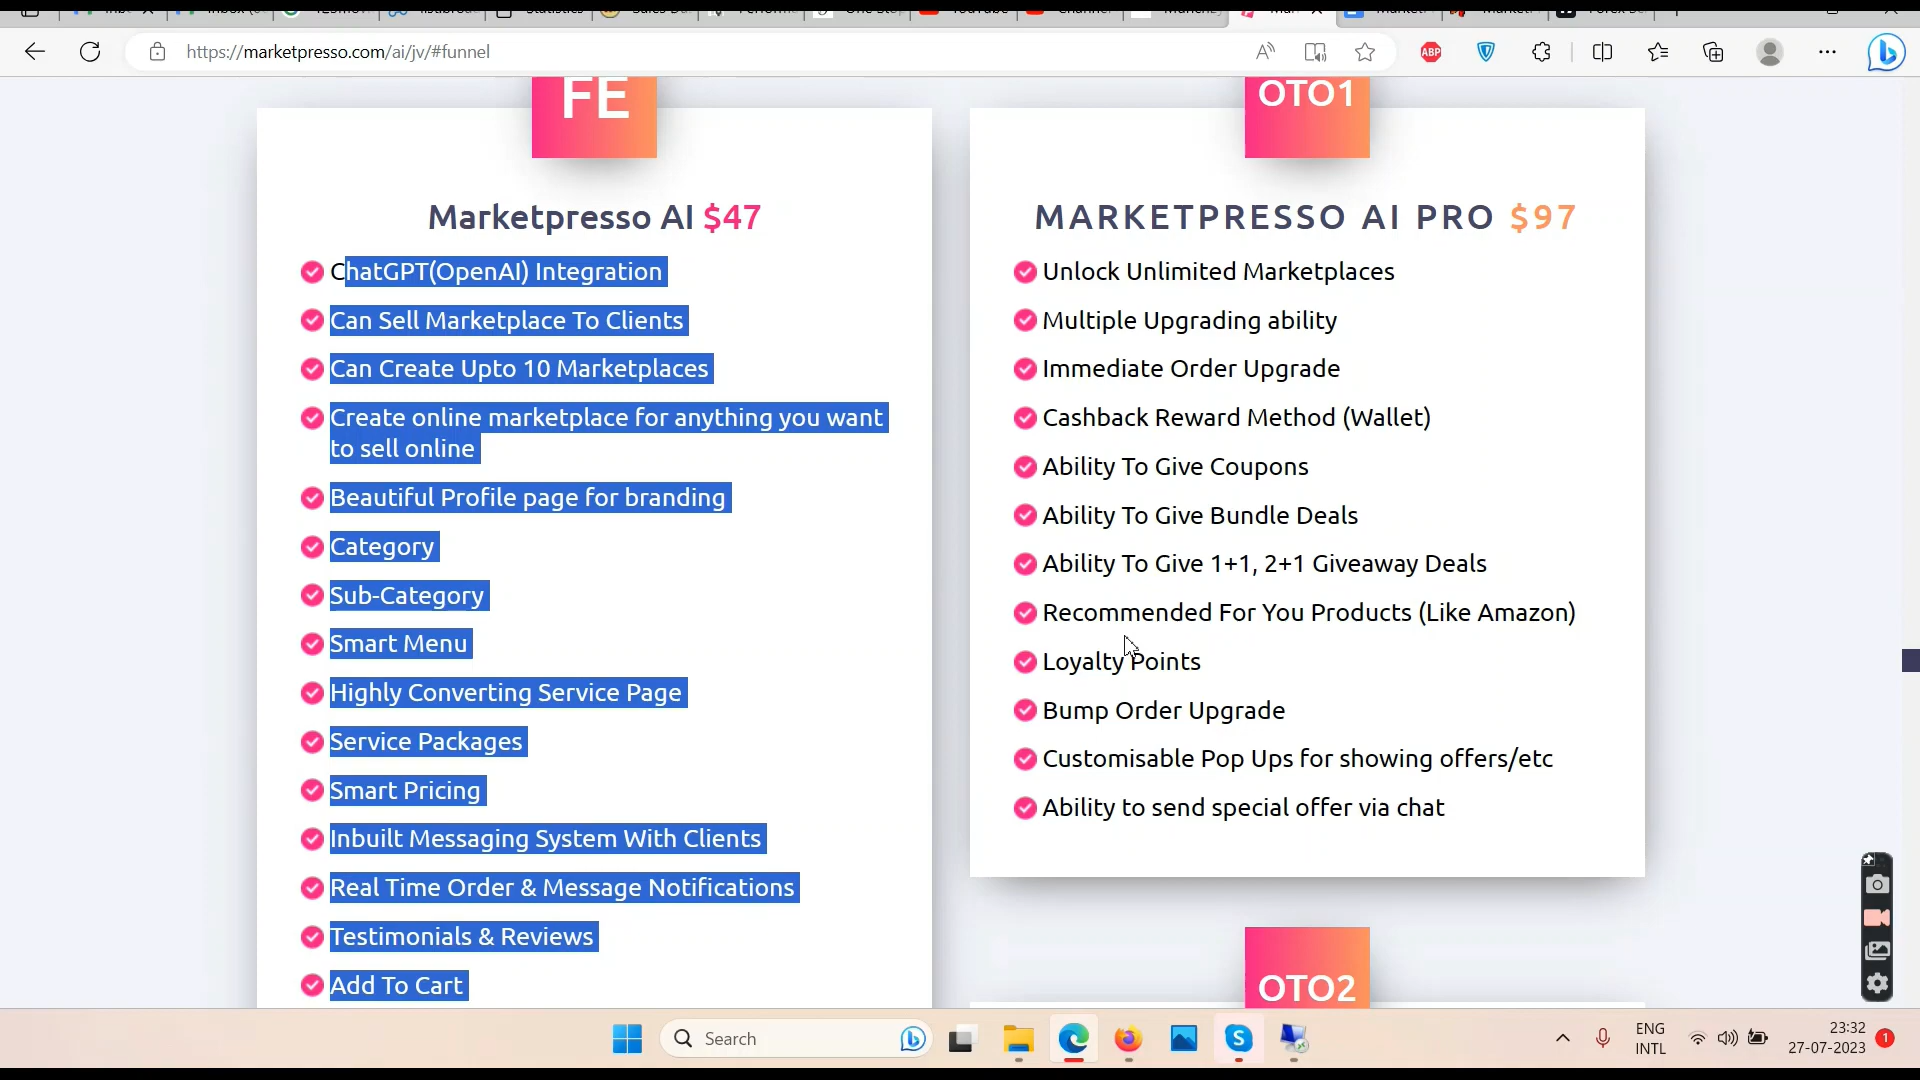 https://marketpresso.com/ai/jv/#funnel
ABP
FE
Marketpresso AI $47
ChatGPT(OpenAI) Integration
Can Sell Marketplace To Clients
Can Create Upto 10 Marketplaces
Create online marketplace for anything you want
to sell online
Beautiful Profile page for branding
Category
Sub-Category
Smart Menu
Highly Converting Service Page
Service Packages
Smart Pricing
Inbuilt Messaging System With Clients
Real Time Order & Message Notifications
Testimonials & Reviews
Add To Cart
OTO1
MARKETPRESSO AI PRO $97
Unlock Unlimited Marketplaces
Multiple Upgrading ability
Immediate Order Upgrade
Cashback Reward Method (Wallet)
Ability To Give Coupons
Ability To Give Bundle Deals
Ability To Give 1+1, 2+1 Giveaway Deals
Recommended For You Products (Like Amazon)
Loyalty Points
Bump Order Upgrade
Customisable Pop Ups for showing offers/etc
Ability to send special offer via chat
OTO2
Search
ENG
INTL
23:32
27-07-2023
1